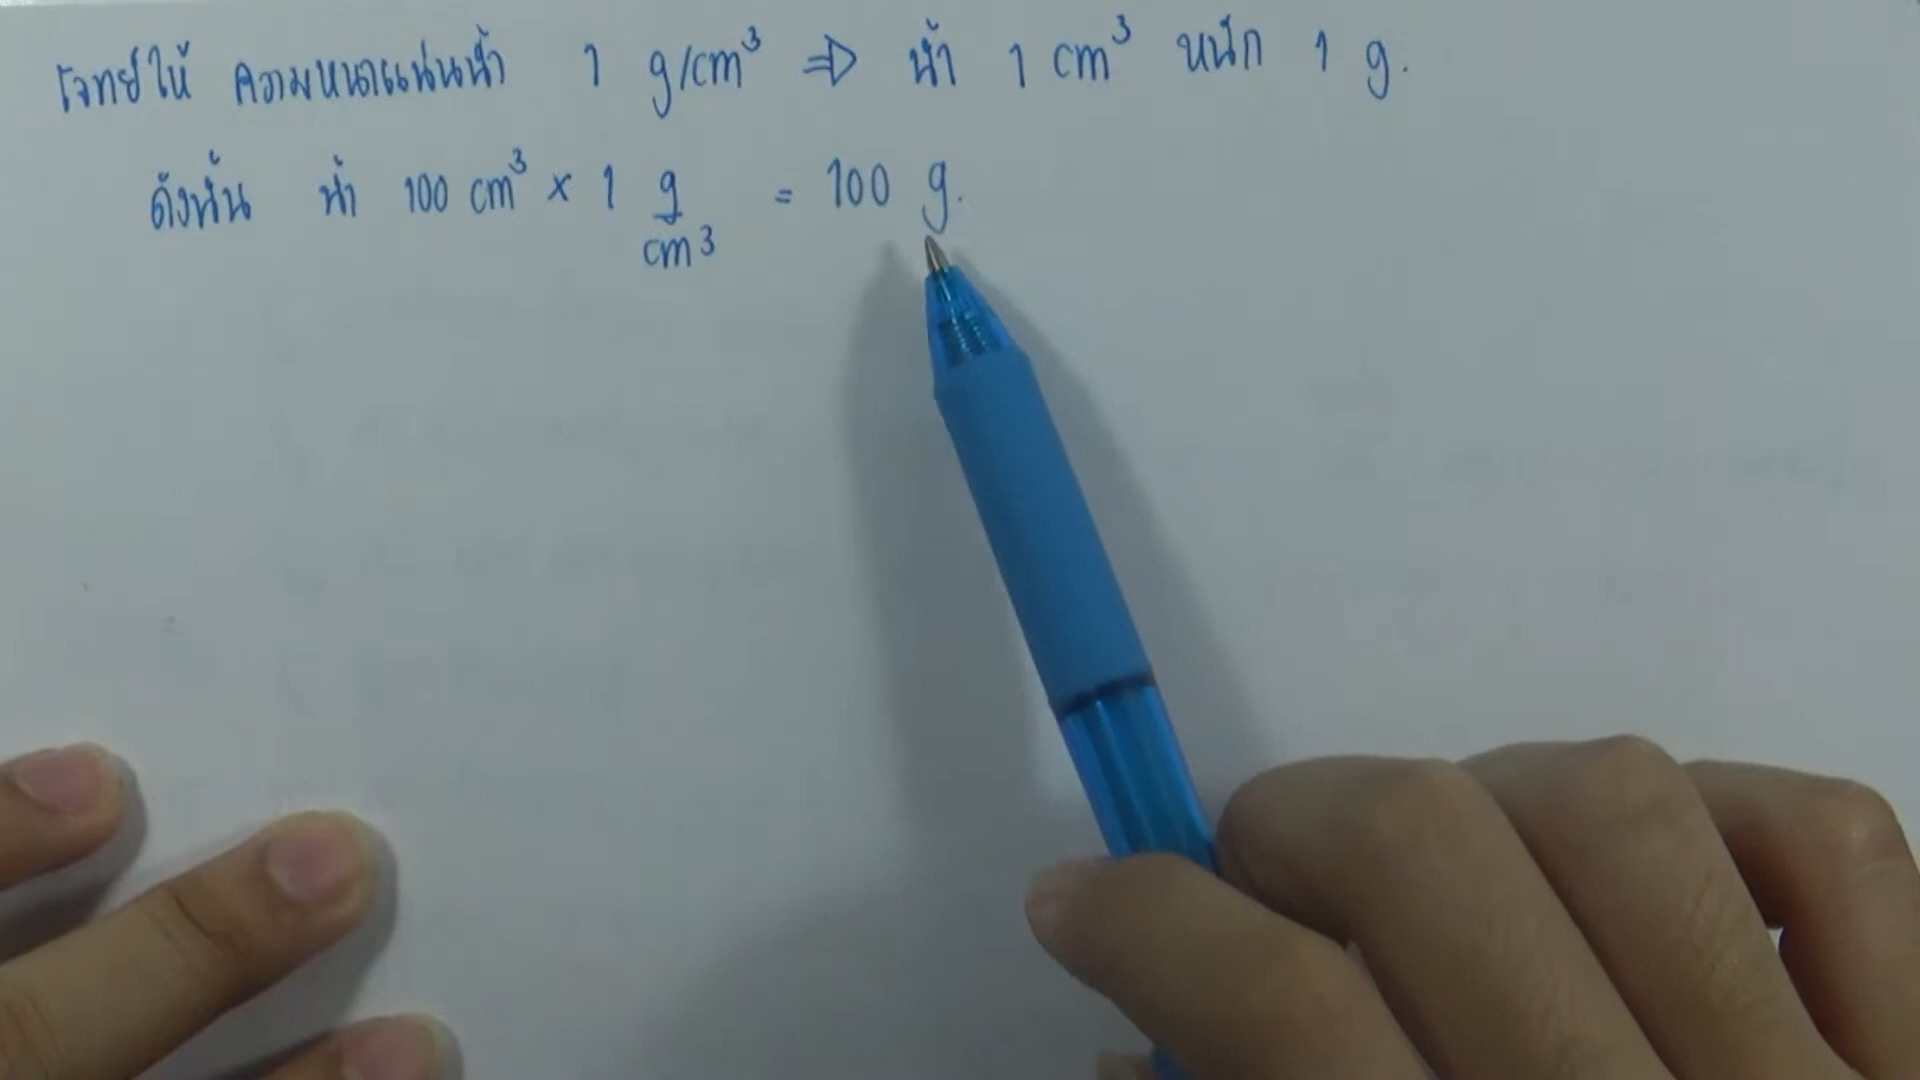 โจทย์ให้ ความหนาแน่นน้ำ 1 g/cm³ ⇒ น้ำ 1 cm³ หนัก 1 g.
ดังนั้น น้ำ 100 cm³ × 1 g/cm³ = 100 g.